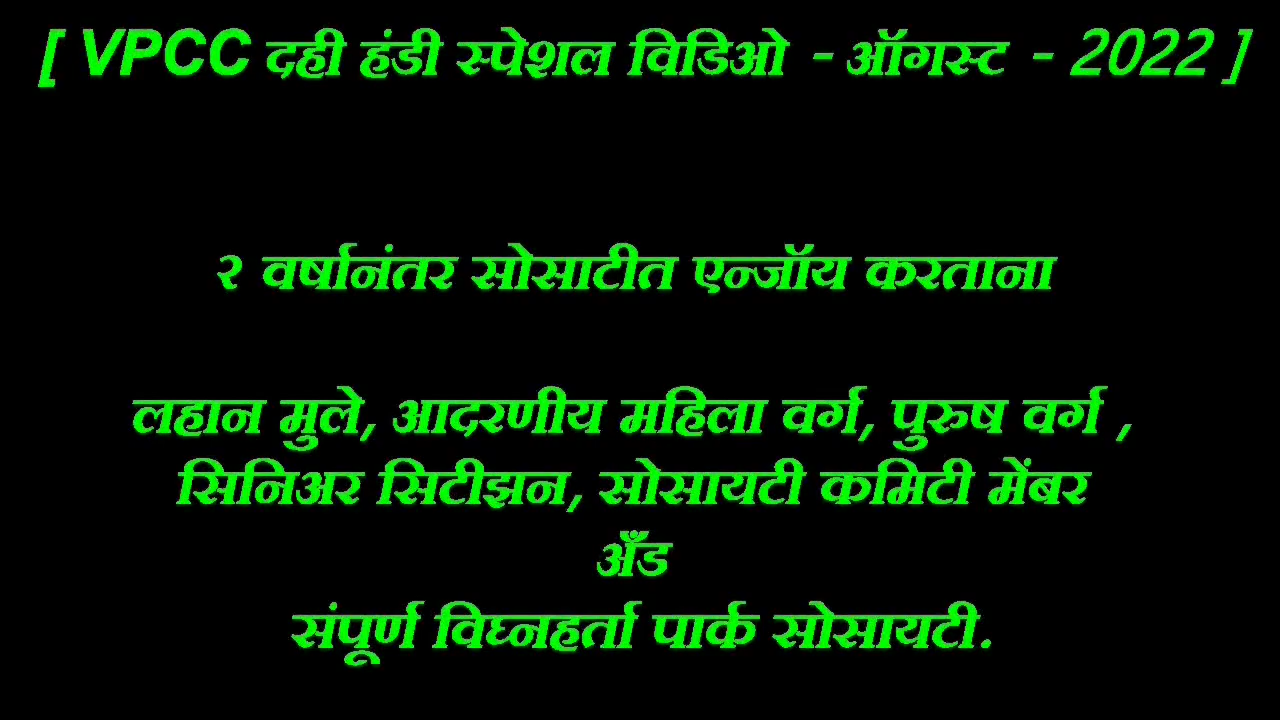 [ VPCC दही हंडी स्पेशल विडिओ - ऑगस्ट - 2022 ]
२ वर्षानंतर सोसाटीत एन्जॉय करताना
लहान मुले, आदरणीय महिला वर्ग, पुरुष वर्ग ,
सिनिअर सिटीझन, सोसायटी कमिटी मेंबर
अँड
संपूर्ण विघ्नहर्ता पार्क सोसायटी.